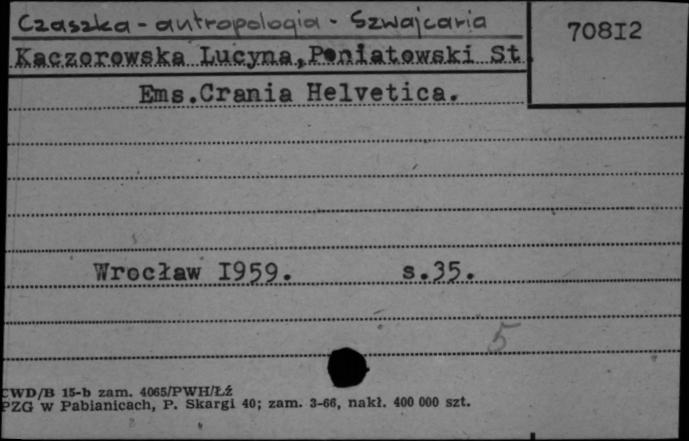 Czaszka - antropologia - Szwajcaria
70812
Kaczorowska Lucyna, Poniatowski St
Ems. Crania Helvetica.
Wrocław I959. s.35.
5
CWD/B 15-b zam. 4065/PWH/Łź
PZG w Pabianicach, P. Skargi 40; zam. 3-66, nakł. 400 000 szt.